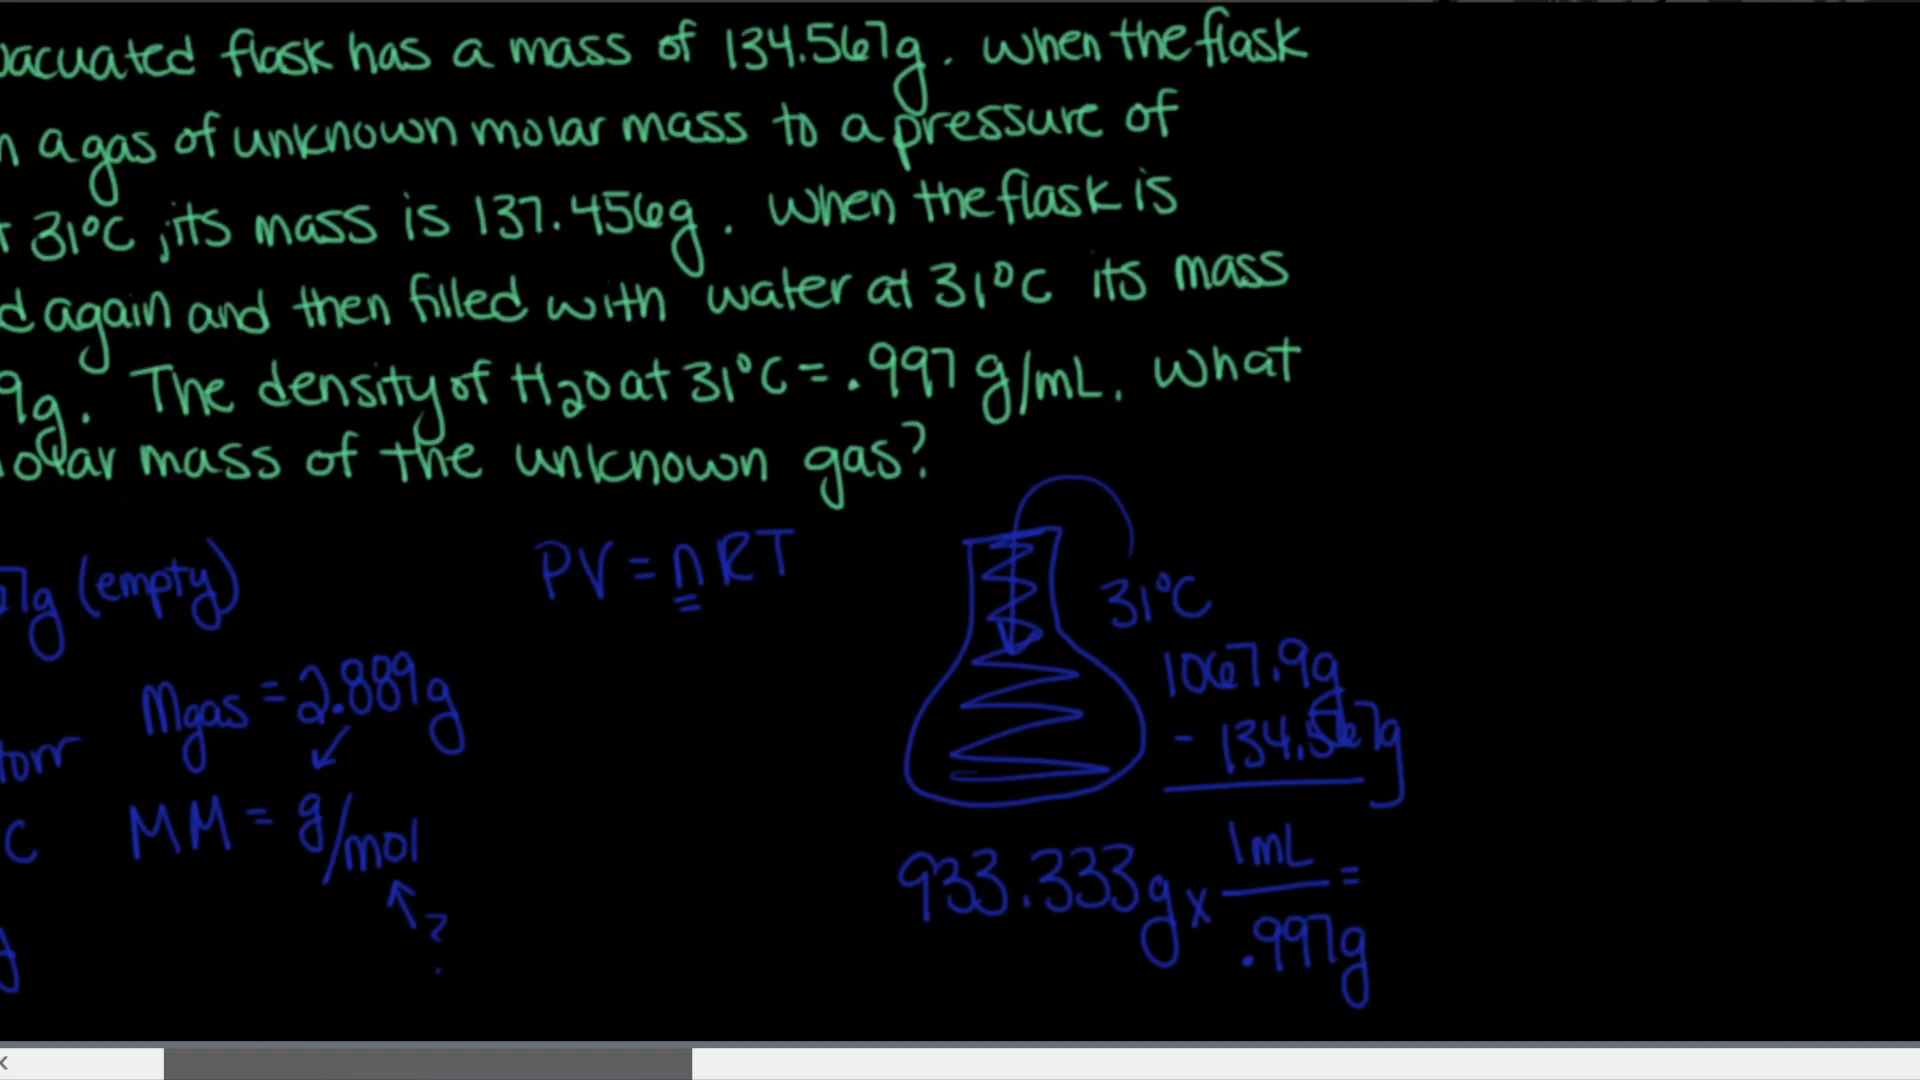 vacuated flask has a mass of 134.567g. When the flask
n a gas of unknown molar mass to a pressure of
T 31°C, its mass is 137.456g. When the flask is
d again and then filled with water at 31°C its mass
9g. The density of H₂O at 31°C = .997 g/mL. What
olar mass of the unknown gas?
27g (empty)
PV = nRT
31°C
Mgas = 2.889g
1067.9g
- 134.567g
torr
C
MM = g/mol
?
933.333g x 1mL =
.997g
g